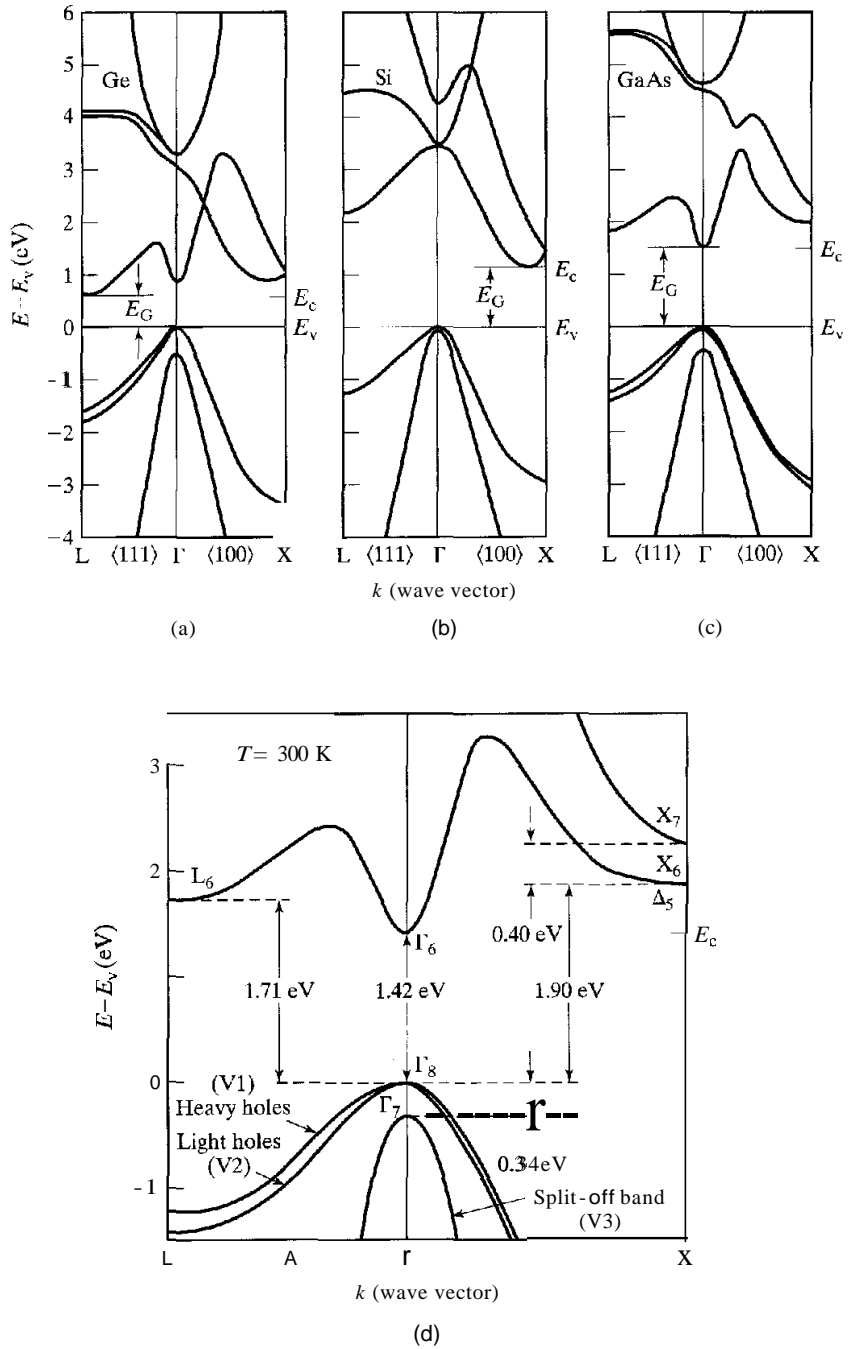 6
5
4
3
2
1
0
-1
-2
-3
-4
E – Ev (eV)
Ge
EG
Ec
Ev
L ⟨111⟩ Γ ⟨100⟩ X
(a)
Si
EG
Ec
Ev
L ⟨111⟩ Γ ⟨100⟩ X
k (wave vector)
(b)
GaAs
EG
Ec
Ev
L ⟨111⟩ Γ ⟨100⟩ X
(c)
T = 300 K
3
2
0
-1
E – Ev (eV)
L6
X7
X6
Δ5
Γ6
Ec
0.40 eV
1.71 eV
1.42 eV
1.90 eV
Γ8
(V1)
Heavy holes
Γ7
r
Light holes
(V2)
0.34 eV
Split-off band
(V3)
L A r X
k (wave vector)
(d)